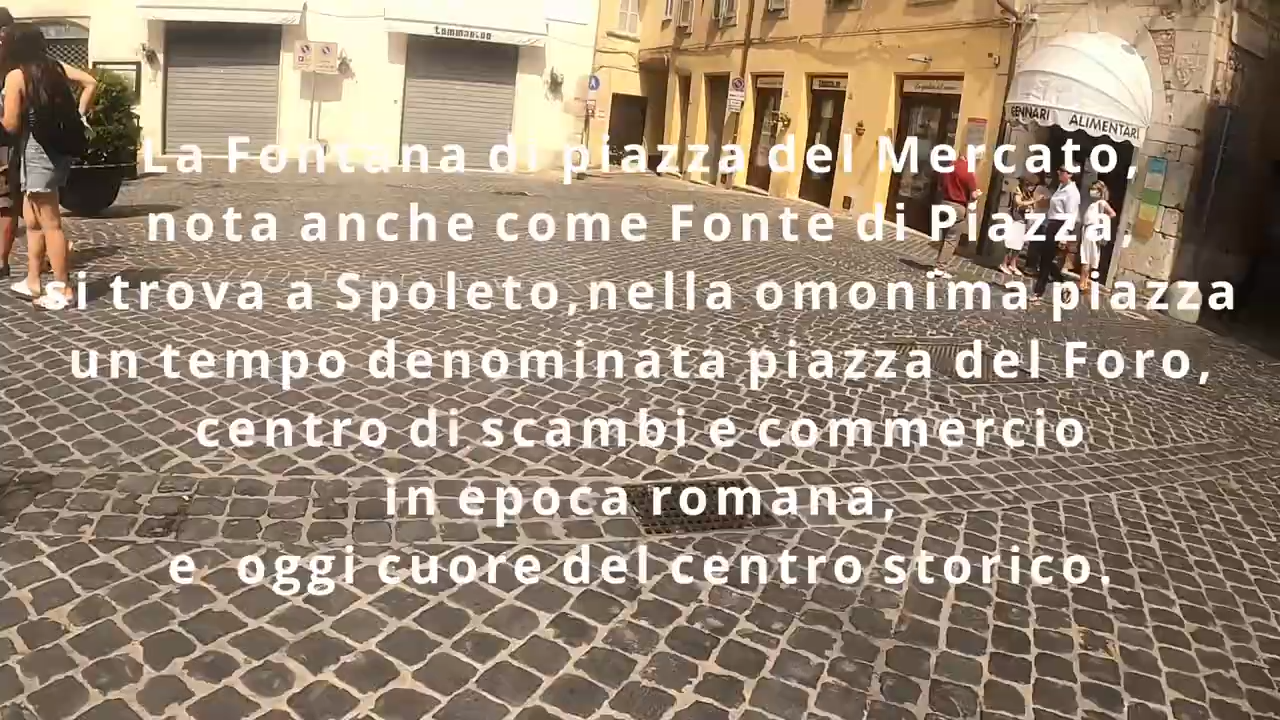 Tommasino
GENNARI ALIMENTARI
La Fontana di piazza del Mercato,
nota anche come Fonte di Piazza,
si trova a Spoleto,nella omonima piazza
un tempo denominata piazza del Foro,
centro di scambi e commercio
in epoca romana,
e oggi cuore del centro storico.